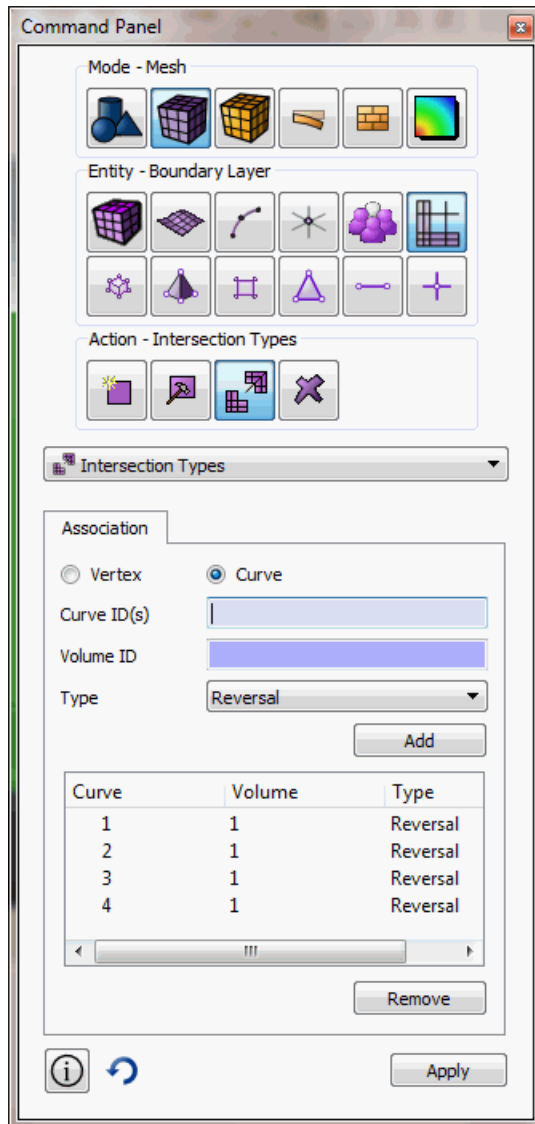 Command Panel
Mode - Mesh
Entity - Boundary Layer
Action - Intersection Types
Intersection Types
Association
Vertex Curve
Curve ID(s)
Volume ID
Type Reversal
Add
Curve Volume Type
1 1 Reversal
2 1 Reversal
3 1 Reversal
4 1 Reversal
Remove
Apply